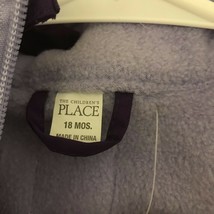 THE CHILDREN'S
PLACE
18 MOS.
MADE IN CHINA